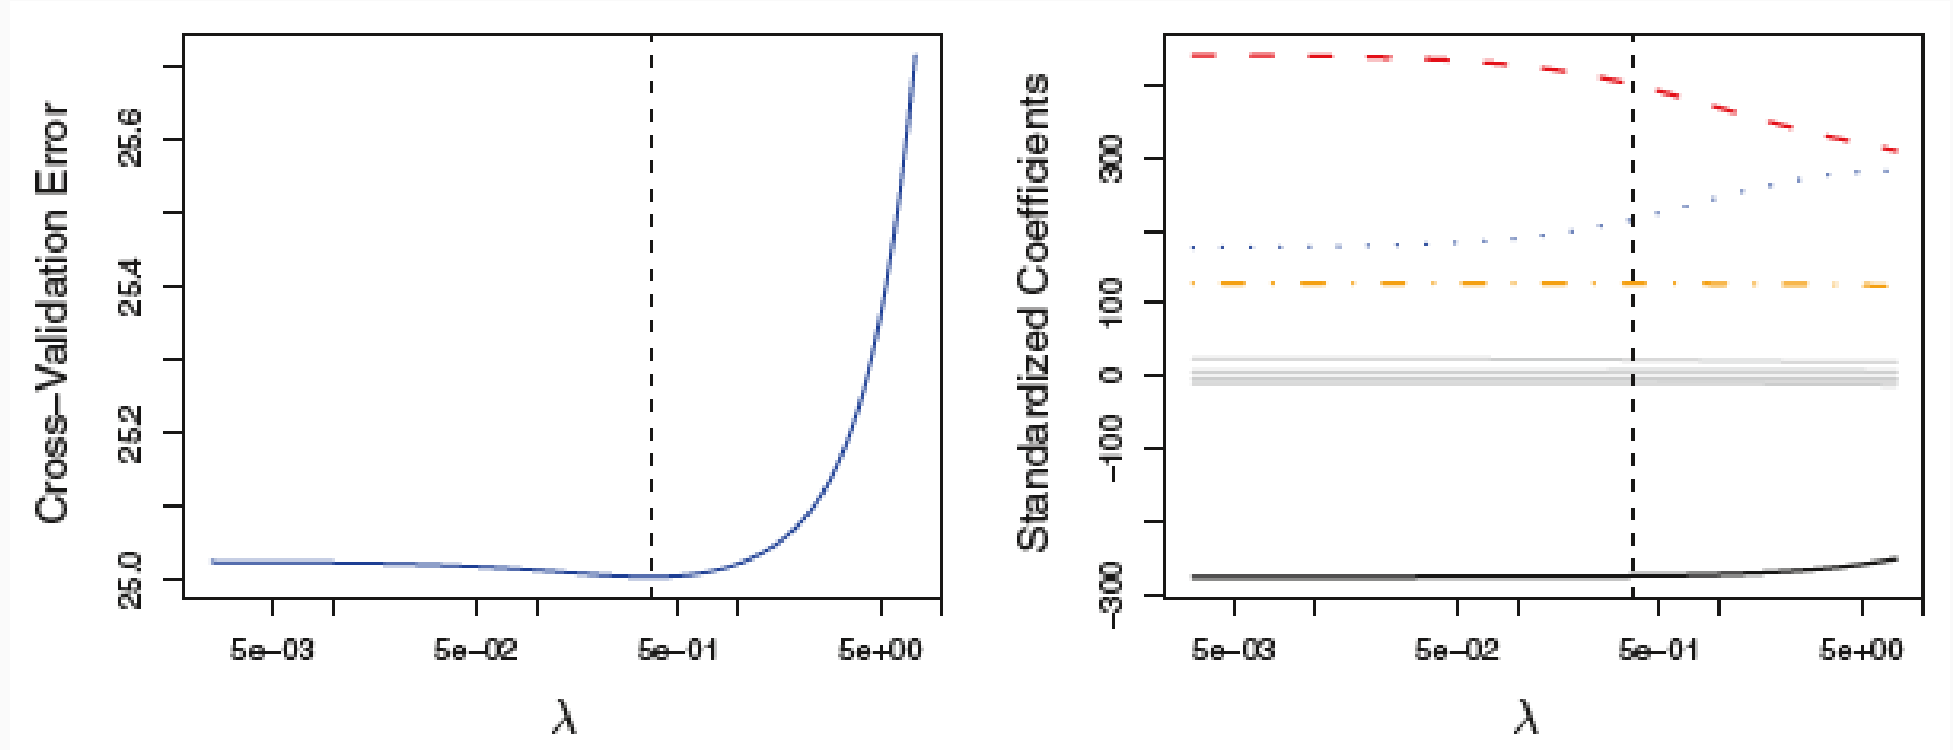 Cross-Validation Error
25.6
25.4
25.2
25.0
5e-03 5e-02 5e-01 5e+00
λ
Standardized Coefficients
300
100
0
-100
-300
5e-03 5e-02 5e-01 5e+00
λ